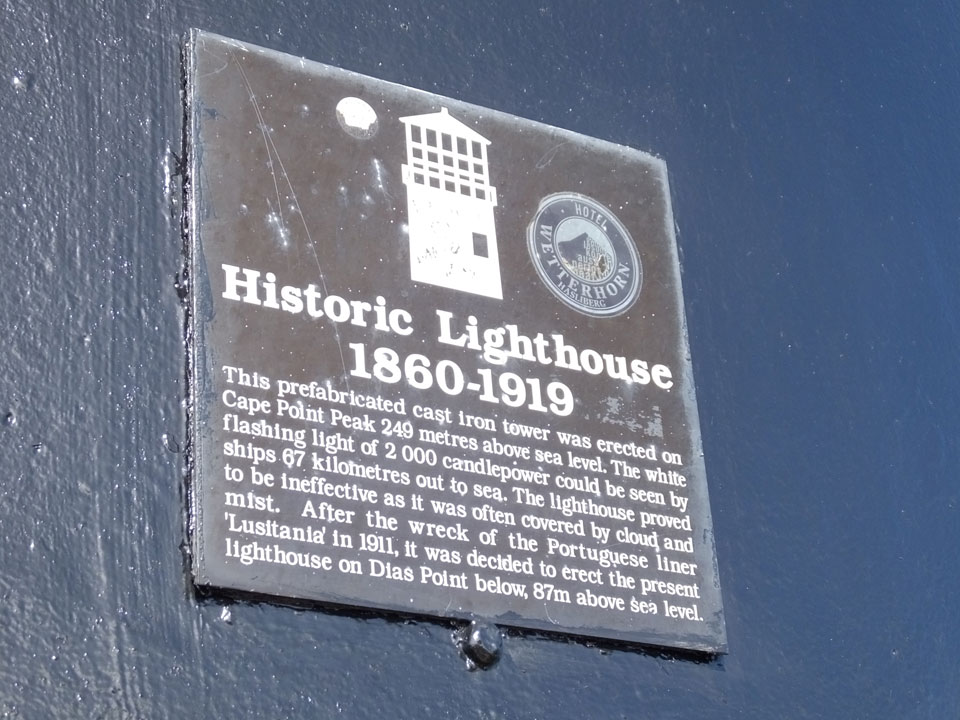 HOTEL
WETTERHORN
HASLIBERG
Historic Lighthouse
1860-1919
This prefabricated cast iron tower was erected on
Cape Point Peak 249 metres above sea level. The white
flashing light of 2 000 candlepower could be seen by
ships 67 kilometres out to sea. The lighthouse proved
to be ineffective as it was often covered by cloud and
mist. After the wreck of the Portuguese liner
'Lusitania' in 1911, it was decided to erect the present
lighthouse on Dias Point below, 87m above sea level.